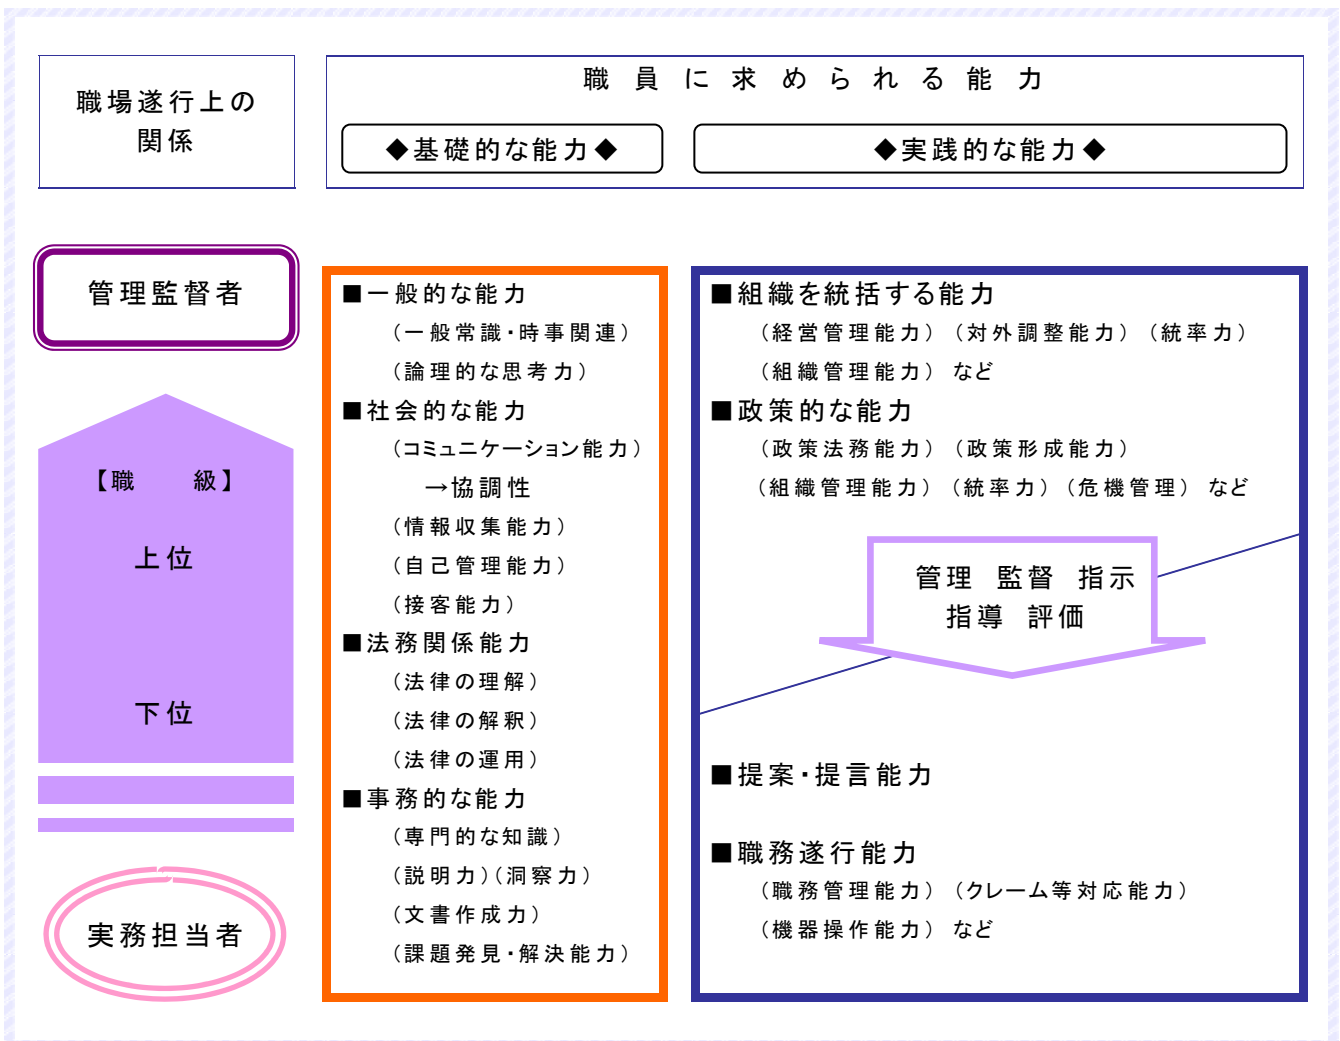 職場遂行上の
関係
職員に求められる能力
◆基礎的な能力◆
◆実践的な能力◆
管理監督者
【職　　級】
上位
下位
実務担当者
■一般的な能力
（一般常識・時事関連）
（論理的な思考力）
■社会的な能力
（コミュニケーション能力）
→協調性
（情報収集能力）
（自己管理能力）
（接客能力）
■法務関係能力
（法律の理解）
（法律の解釈）
（法律の運用）
■事務的な能力
（専門的な知識）
（説明力）（洞察力）
（文書作成力）
（課題発見・解決能力）
■組織を統括する能力
（経営管理能力）（対外調整能力）（統率力）
（組織管理能力） など
■政策的な能力
（政策法務能力）（政策形成能力）
（組織管理能力）（統率力）（危機管理） など
管理 監督 指示
指導 評価
■提案・提言能力
■職務遂行能力
（職務管理能力）（クレーム等対応能力）
（機器操作能力） など